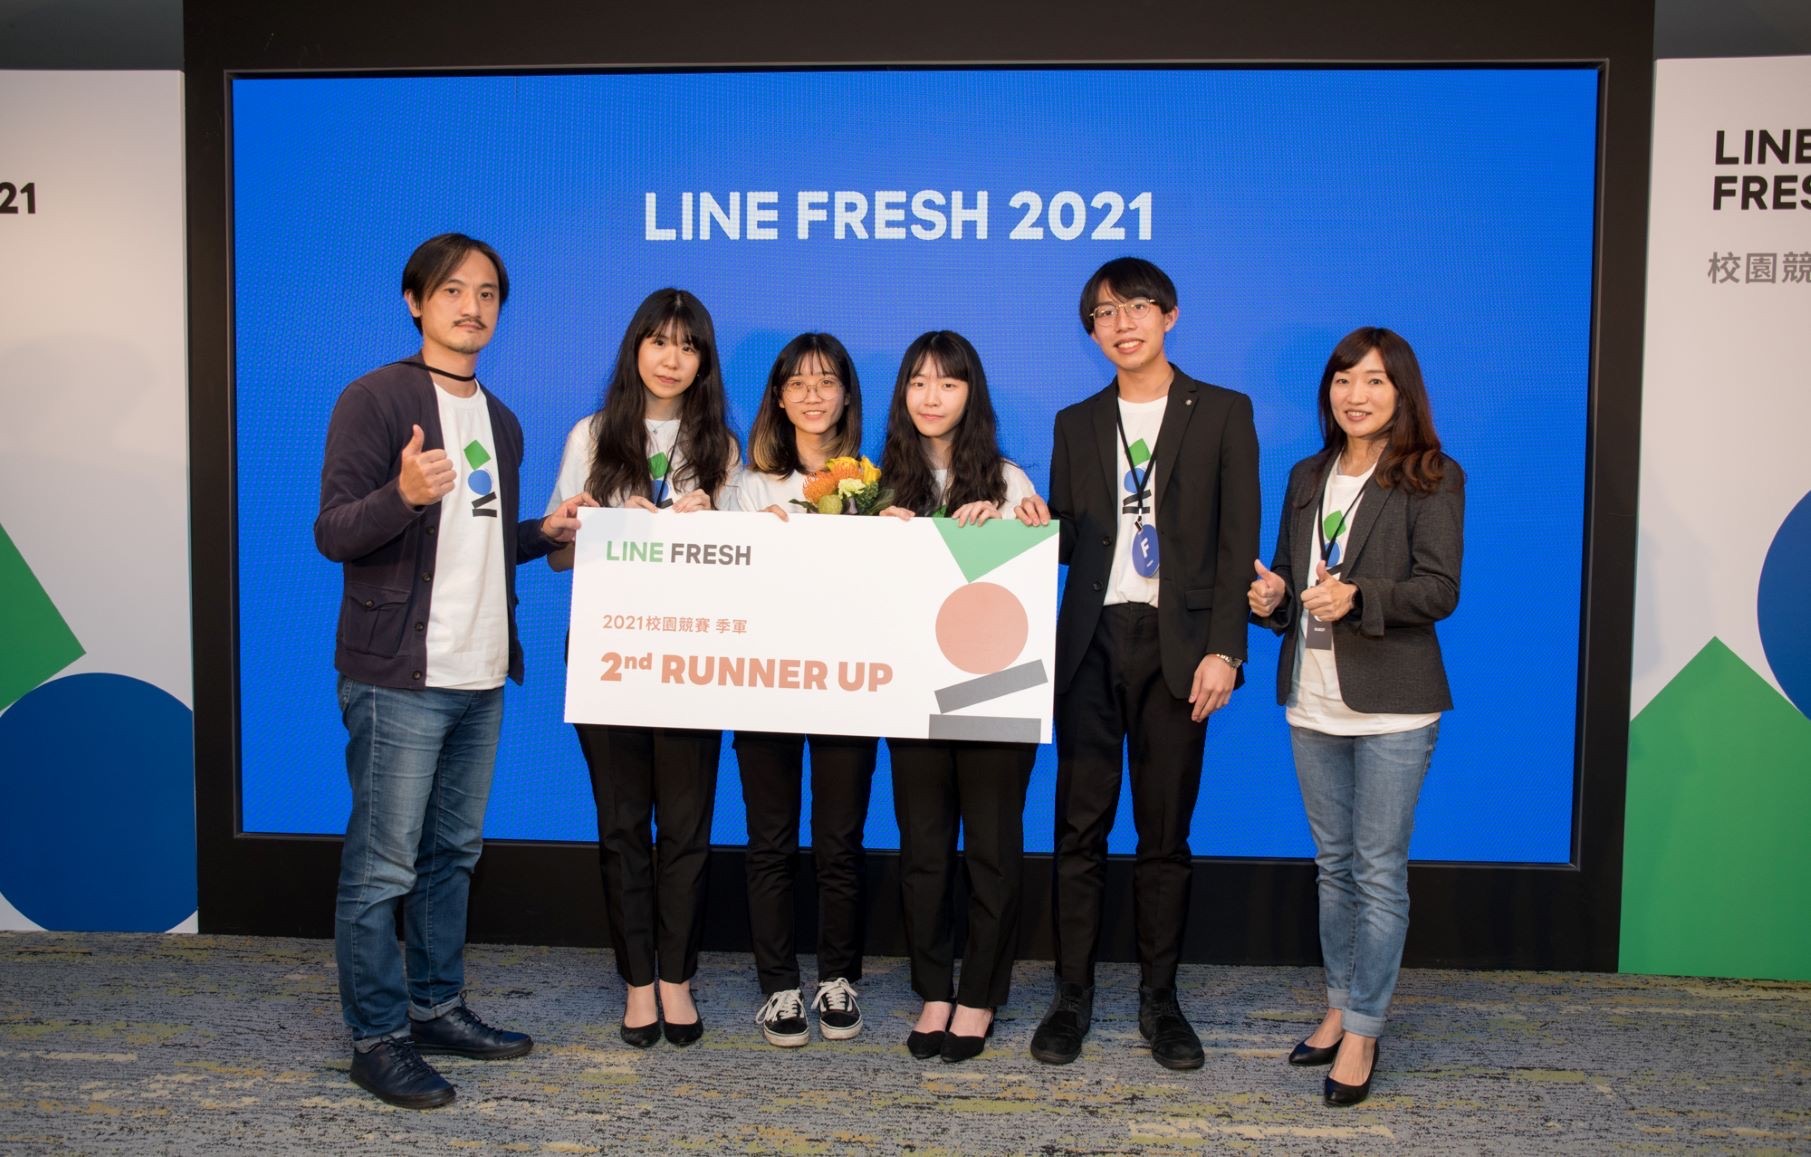 21
LINE FRESH 2021
LINE
FRES
校園競
LINE FRESH
2021校園競賽 季軍
2nd RUNNER UP
F